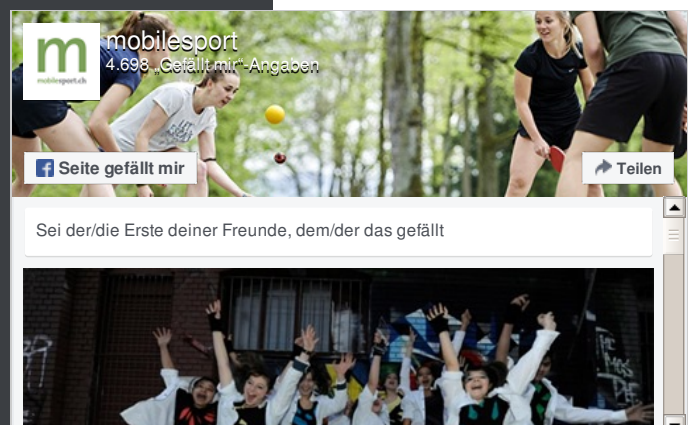 m
mobilesport.ch
mobilesport
4.698 „Gefällt mir"-Angaben
Seite gefällt mir
Teilen
Sei der/die Erste deiner Freunde, dem/der das gefällt